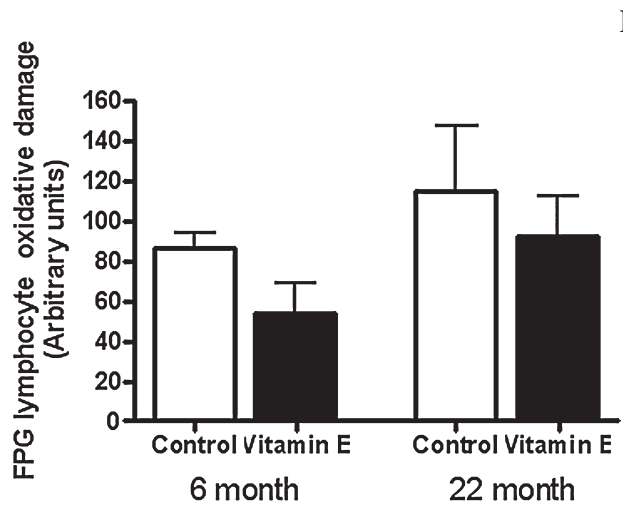 FPG lymphocyte oxidative damage
(Arbitrary units)
160
140
120
100
80
60
40
20
0
Control Vitamin E Control Vitamin E
6 month 22 month